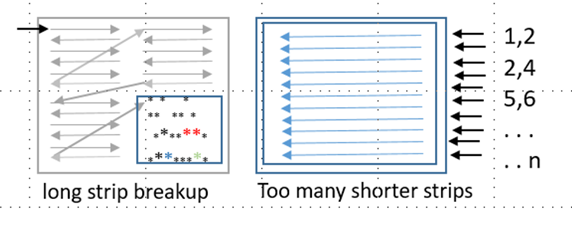 1,2
2,4
5,6
. . .
. . n
* * *
** * * *
*****
********
long strip breakup
Too many shorter strips